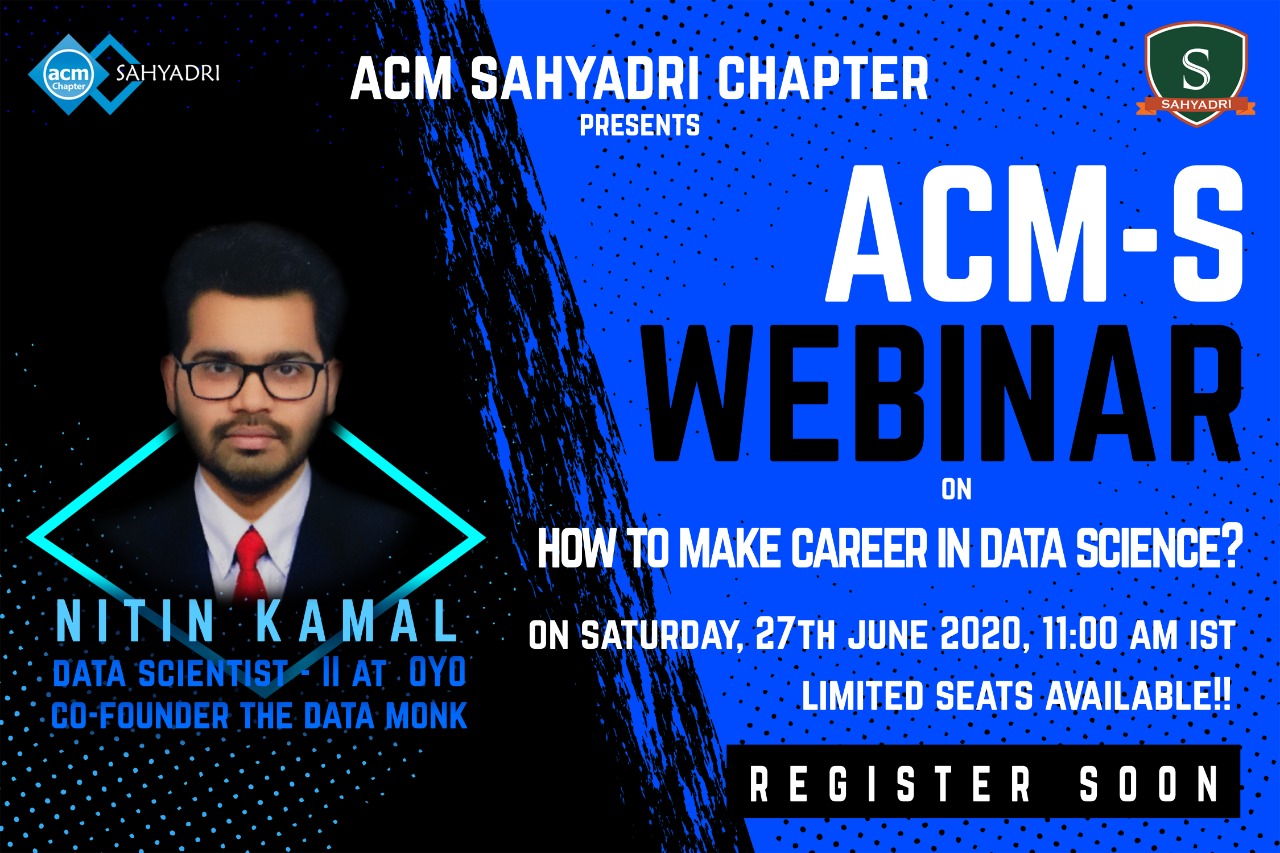 acm
Chapter
SAHYADRI
ACM SAHYADRI CHAPTER
PRESENTS
S
SAHYADRI
ACM-S
WEBINAR
ON
HOW TO MAKE CAREER IN DATA SCIENCE?
ON SATURDAY, 27TH JUNE 2020, 11:00 AM IST
LIMITED SEATS AVAILABLE!!
REGISTER SOON
NITIN KAMAL
DATA SCIENTIST - II AT OYO
CO-FOUNDER THE DATA MONK